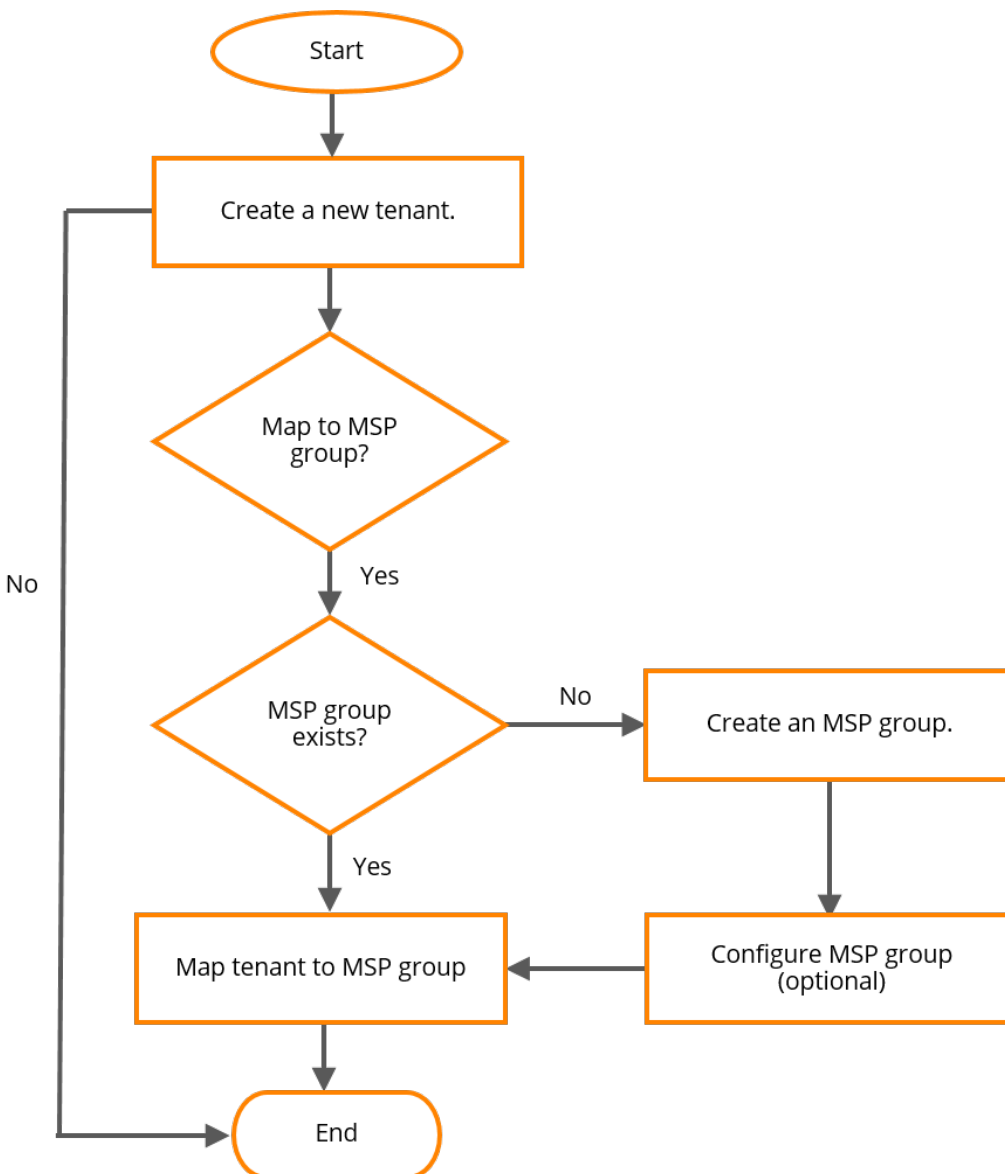 Start
Create a new tenant.
Map to MSP
group?
No
Yes
MSP group
exists?
No
Create an MSP group.
Yes
Map tenant to MSP group
Configure MSP group
(optional)
End